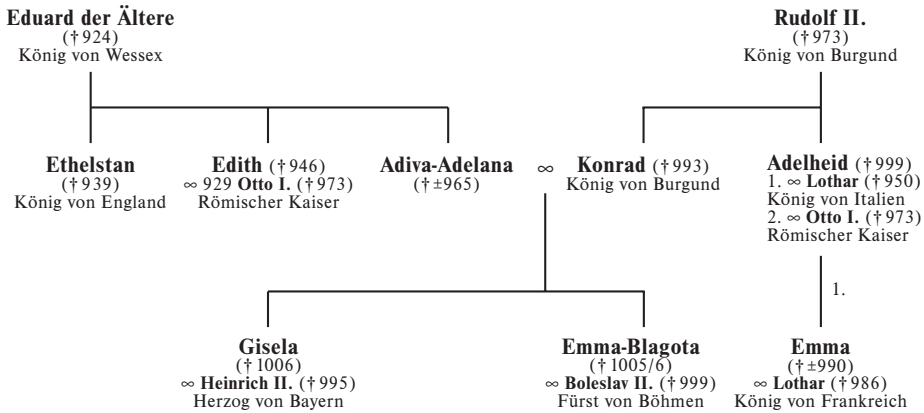 Eduard der Ältere
(†924)
König von Wessex
Rudolf II.
(†973)
König von Burgund
Ethelstan
(†939)
König von England
Edith (†946)
∞ 929 Otto I. (†973)
Römischer Kaiser
Adiva-Adelana
(†±965)
∞
Konrad (†993)
König von Burgund
Adelheid (†999)
1. ∞ Lothar (†950)
König von Italien
2. ∞ Otto I. (†973)
Römischer Kaiser
1.
Gisela
(†1006)
∞ Heinrich II. (†995)
Herzog von Bayern
Emma-Blagota
(†1005/6)
∞ Boleslav II. (†999)
Fürst von Böhmen
Emma
(†±990)
∞ Lothar (†986)
König von Frankreich